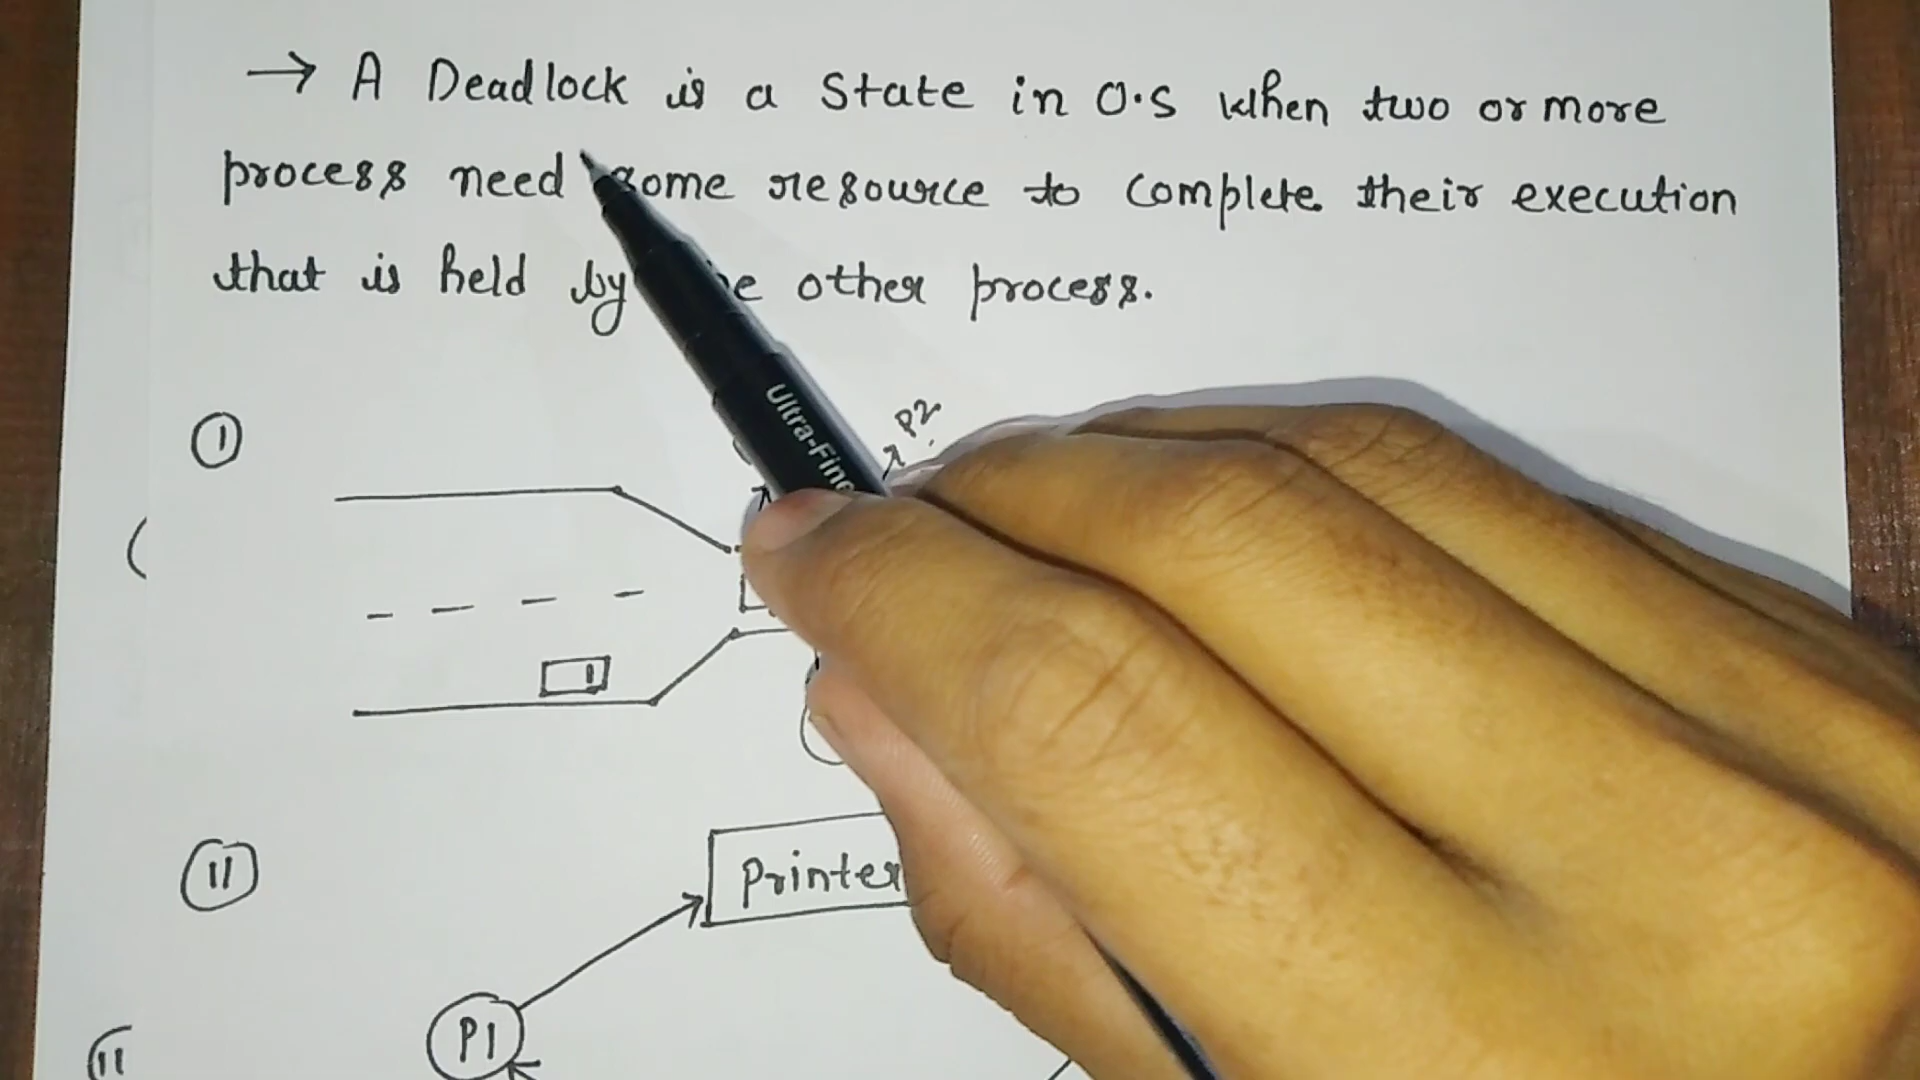 → A Deadlock is a State in O.S when two or more
process need some resource to complete their execution
that is held by other process.
1
P2
Ultra-Fine
11
Printer
P1
11